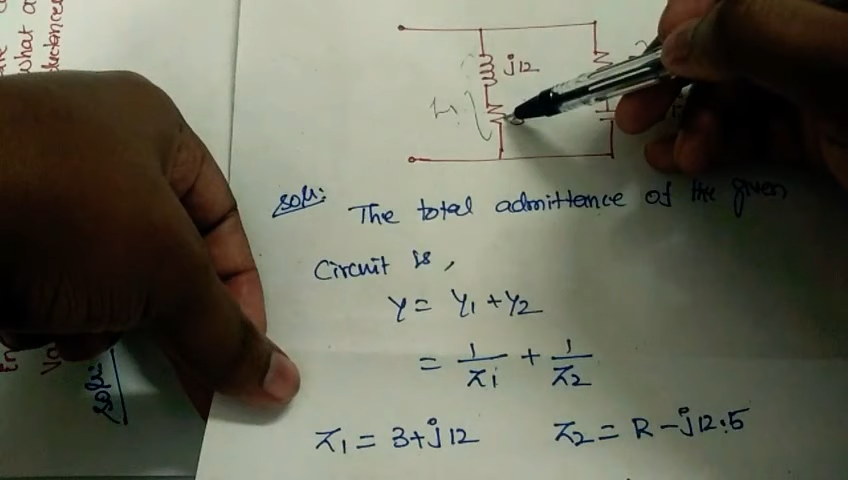 j12
Soln:
The total admittance of the given
Circuit is,
Y = Y1 + Y2
= 1/Z1 + 1/Z2
Z1 = 3+j12 Z2 = R-j12.5